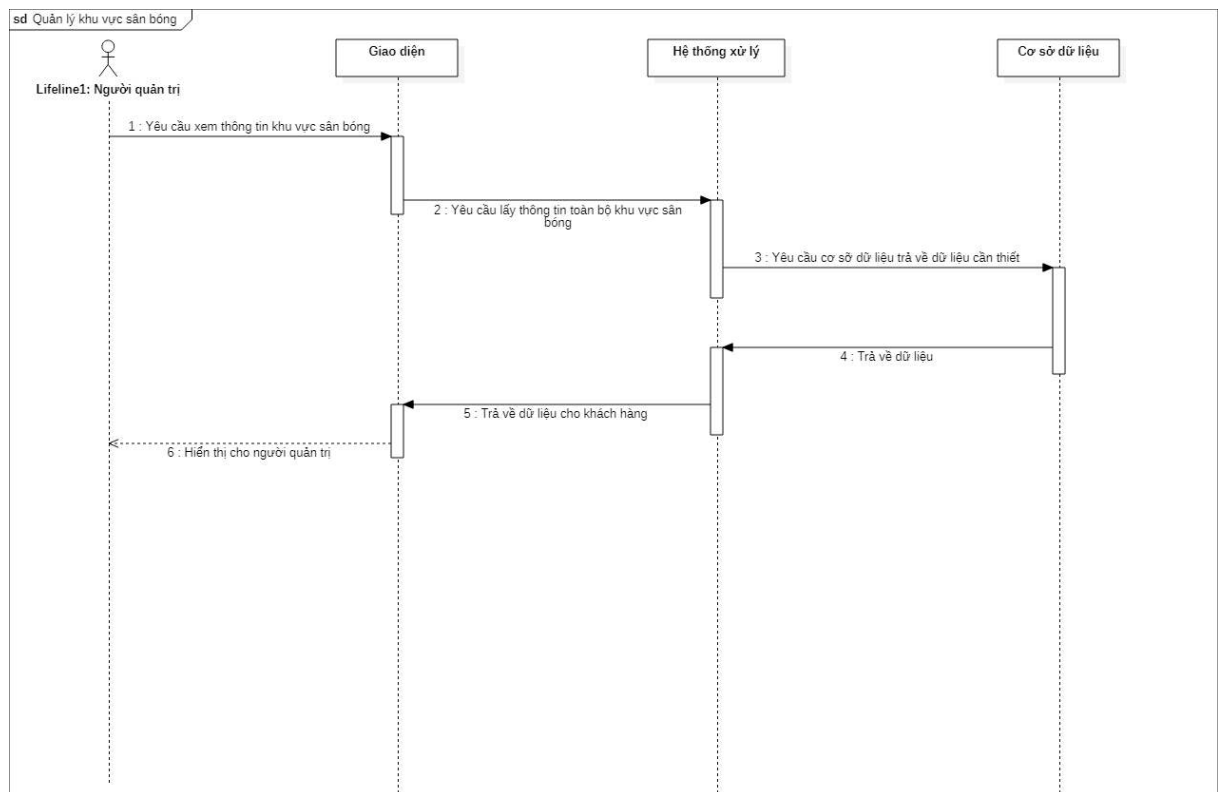 sd Quản lý khu vực sân bóng
Giao diện
Hệ thống xử lý
Cơ sở dữ liệu
Lifeline1: Người quản trị
1 : Yêu cầu xem thông tin khu vực sân bóng
2 : Yêu cầu lấy thông tin toàn bộ khu vực sân
bóng
3 : Yêu cầu cơ sỡ dữ liệu trả về dữ liệu cần thiết
4 : Trả về dữ liệu
5 : Trả về dữ liệu cho khách hàng
6 : Hiển thị cho người quản trị